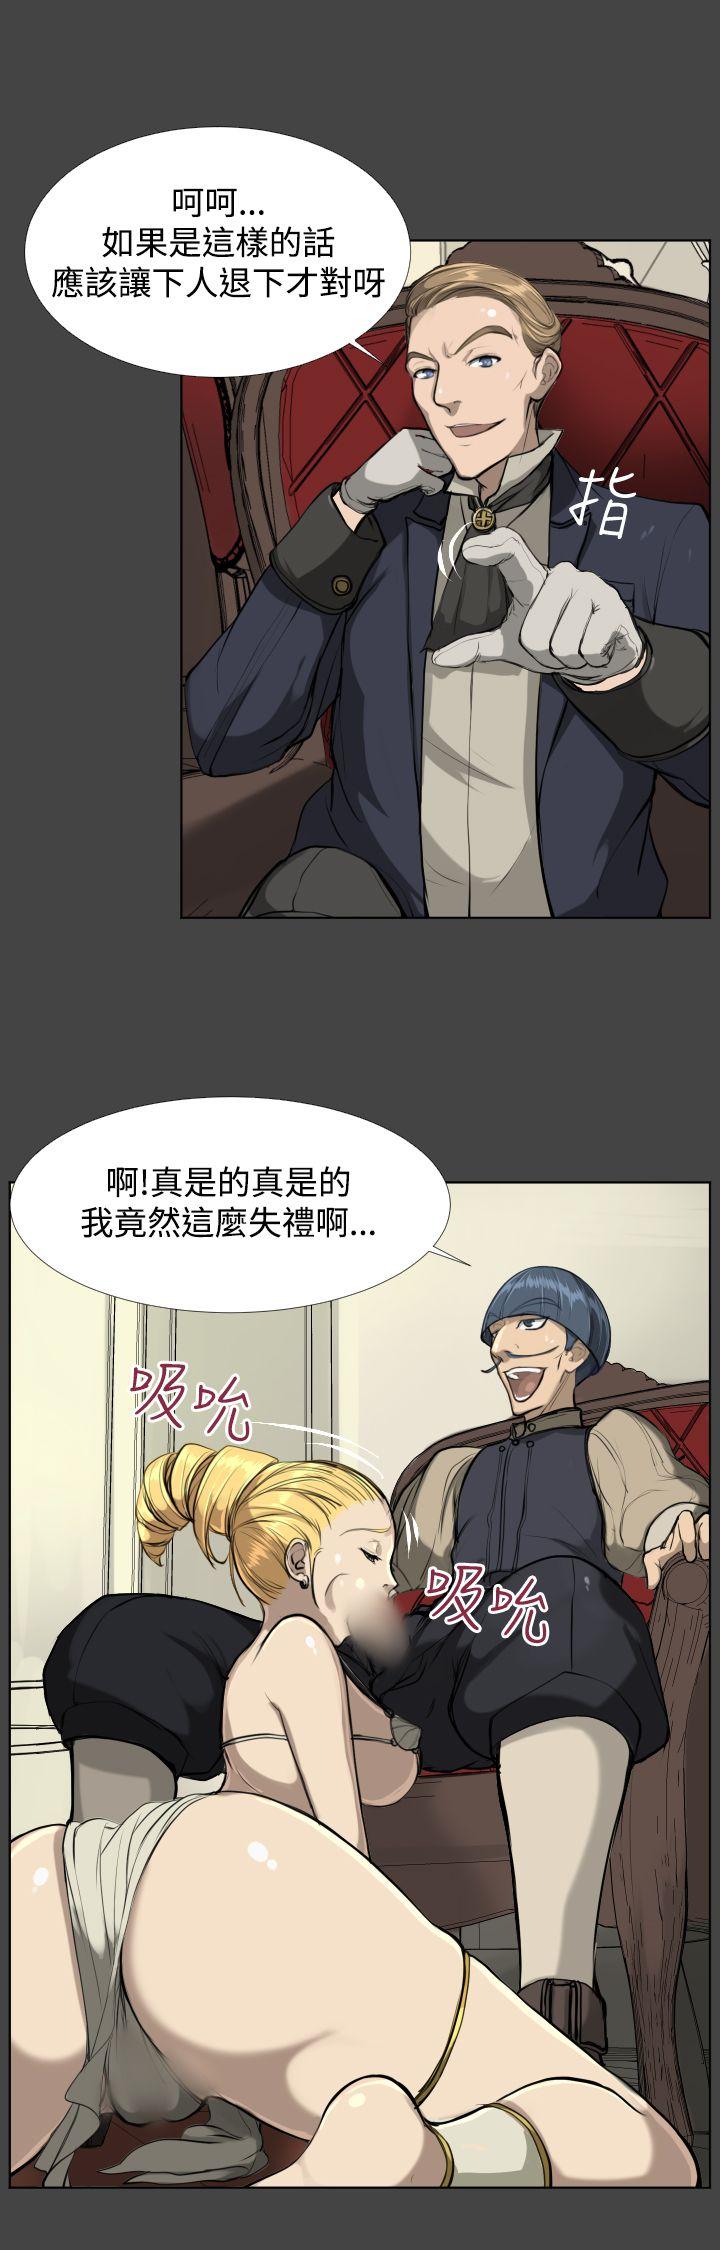 呵呵...
如果是這樣的話
應該讓下人退下才對呀
指
啊!真是的真是的
我竟然這麼失禮啊...
吸吮
吸吮